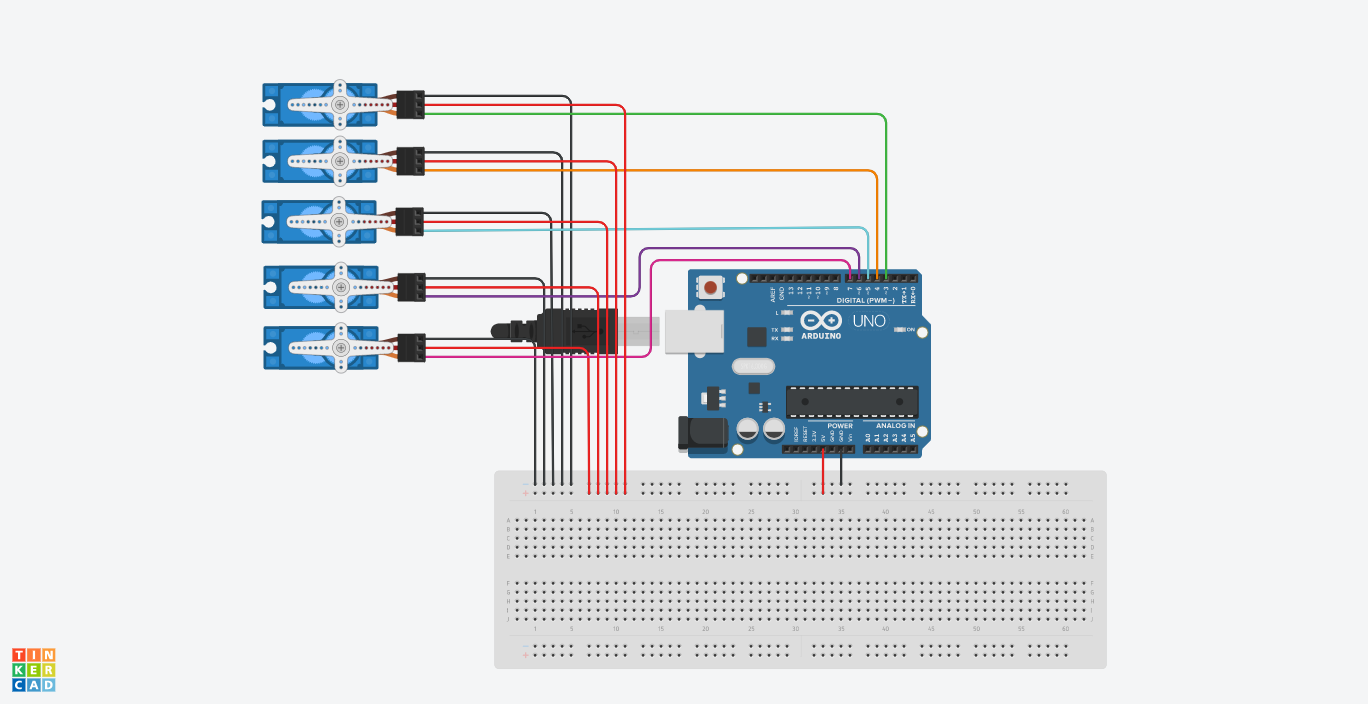 AREF
GND
13
12
~11
~10
~9
8
7
~6
~5
4
~3
2
TX→1
RX←0
DIGITAL (PWM~)
L
TX
RX
ARDUINO
UNO
ON
POWER
ANALOG IN
IOREF
RESET
3.3V
5V
GND
GND
Vin
A0
A1
A2
A3
A4
A5
1 5 10 15 20 25 30 35 40 45 50 55 60
A A
B B
C C
D D
E E
F F
G G
H H
I I
J J
1 5 10 15 20 25 30 35 40 45 50 55 60
TIN
KER
CAD